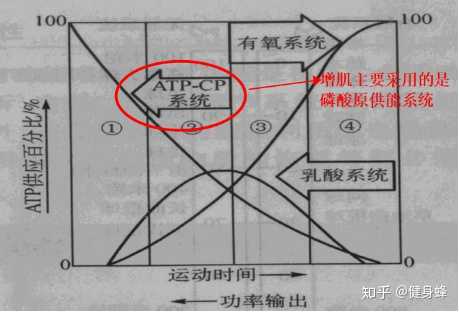 100
100
有氧系统
ATP-CP
系统
增肌主要采用的是
磷酸原供能系统
①
②
③
④
ATP供应百分比/%
乳酸系统
0
0
运动时间
功率输出
知乎 @健身蜂